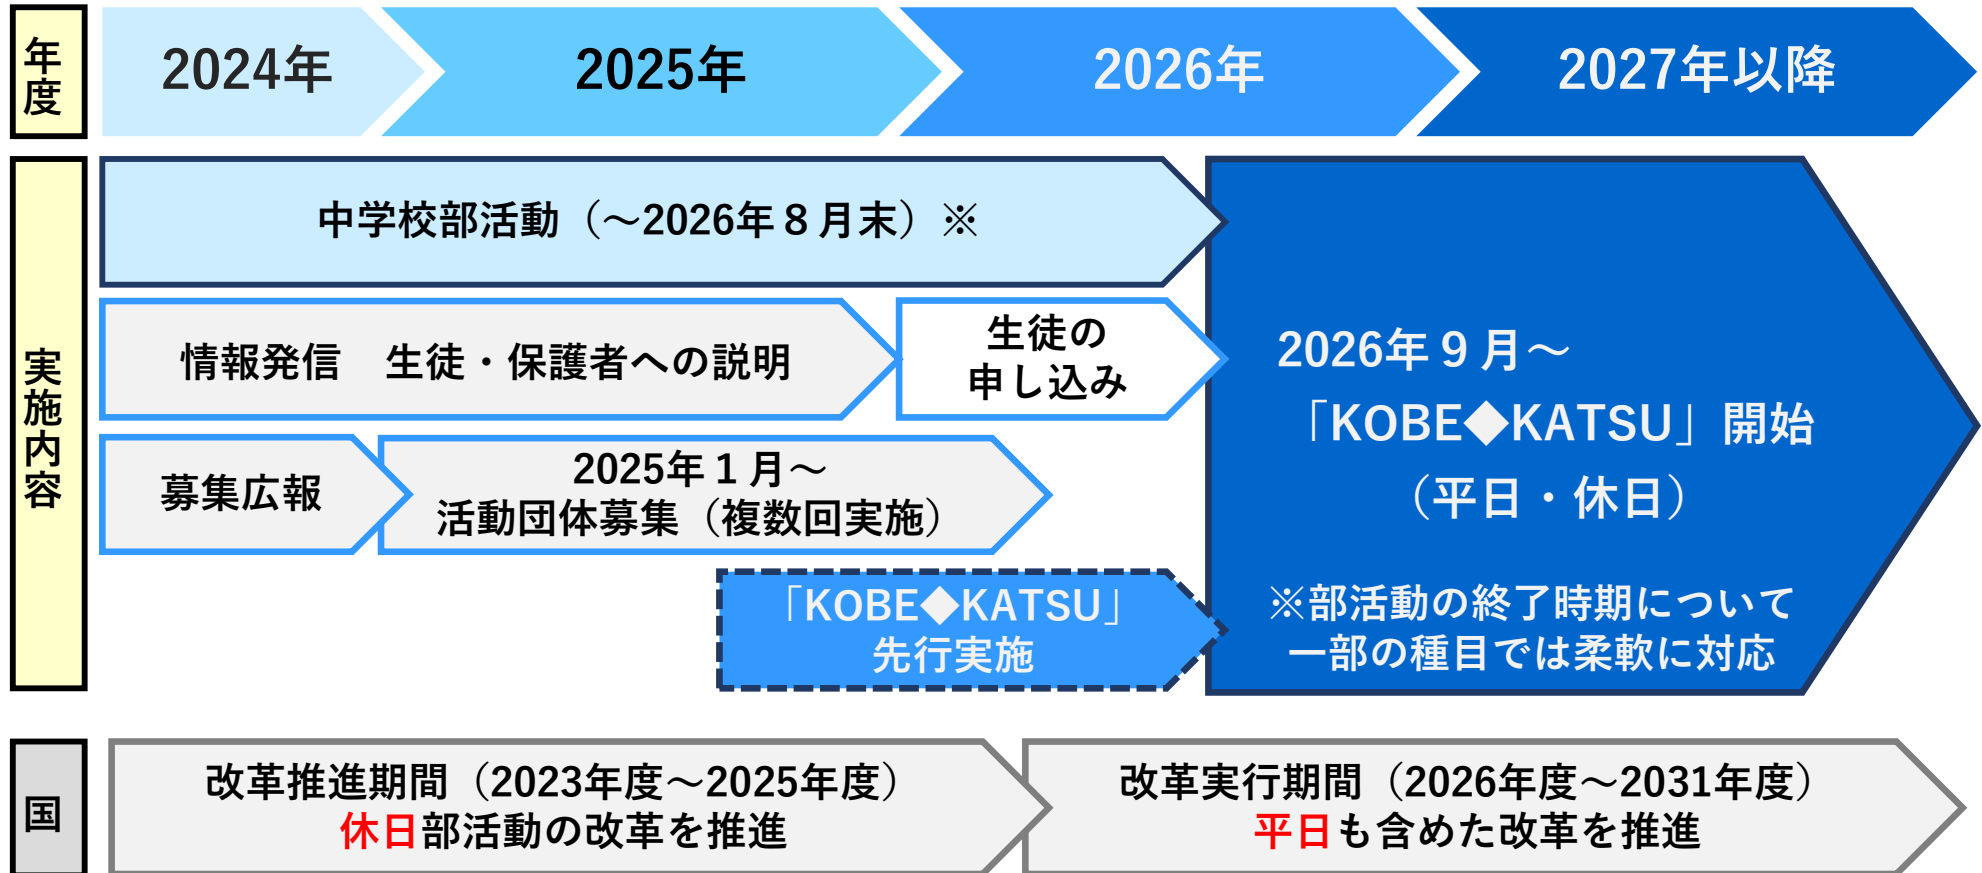 年度
2024年
2025年
2026年
2027年以降
実施内容
中学校部活動（～2026年８月末）※
情報発信　生徒・保護者への説明
生徒の
申し込み
募集広報
2025年１月～
活動団体募集（複数回実施）
「KOBE◆KATSU」
先行実施
2026年９月～
「KOBE◆KATSU」開始
（平日・休日）
※部活動の終了時期について
一部の種目では柔軟に対応
国
改革推進期間（2023年度～2025年度）
休日部活動の改革を推進
改革実行期間（2026年度～2031年度）
平日も含めた改革を推進